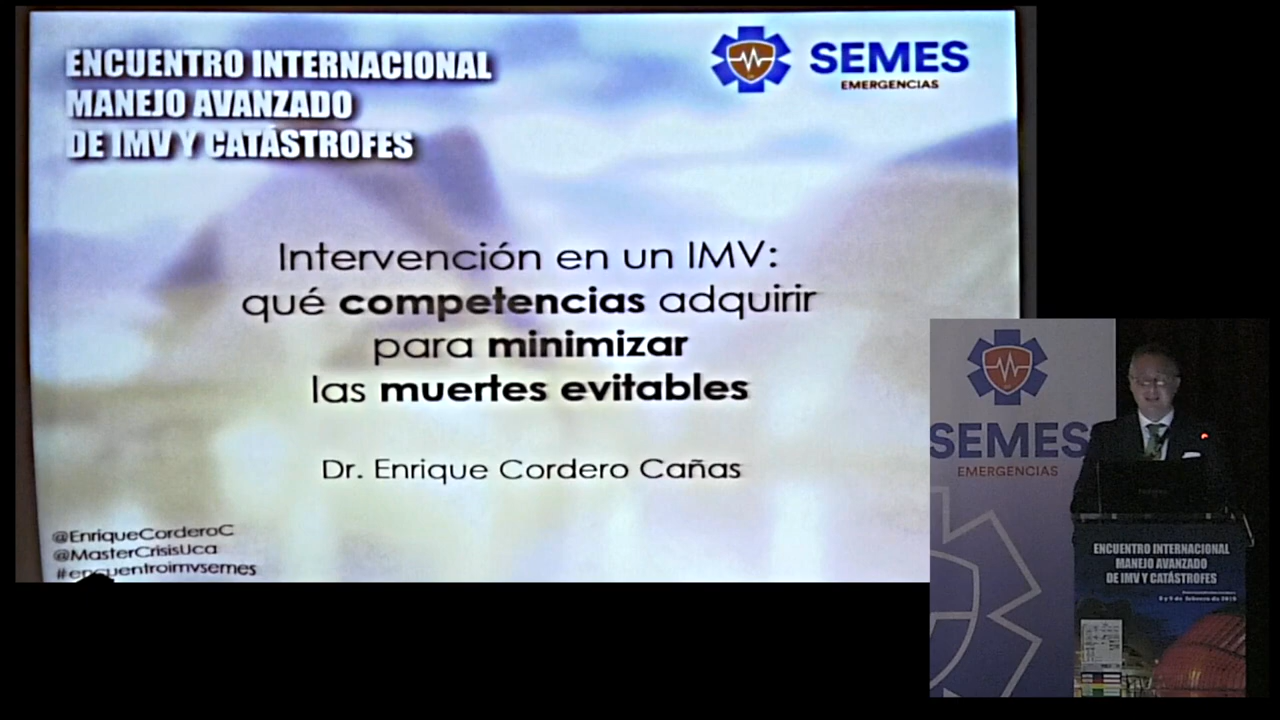 ENCUENTRO INTERNACIONAL
MANEJO AVANZADO
DE IMV Y CATÁSTROFES
SEMES
EMERGENCIAS
Intervención en un IMV:
qué competencias adquirir
para minimizar
las muertes evitables
Dr. Enrique Cordero Cañas
@EnriqueCorderoC
@MasterCrisisUca
#encuentroimvsemes
SEMES
EMERGENCIAS
ENCUENTRO INTERNACIONAL
MANEJO AVANZADO
DE IMV Y CATÁSTROFES